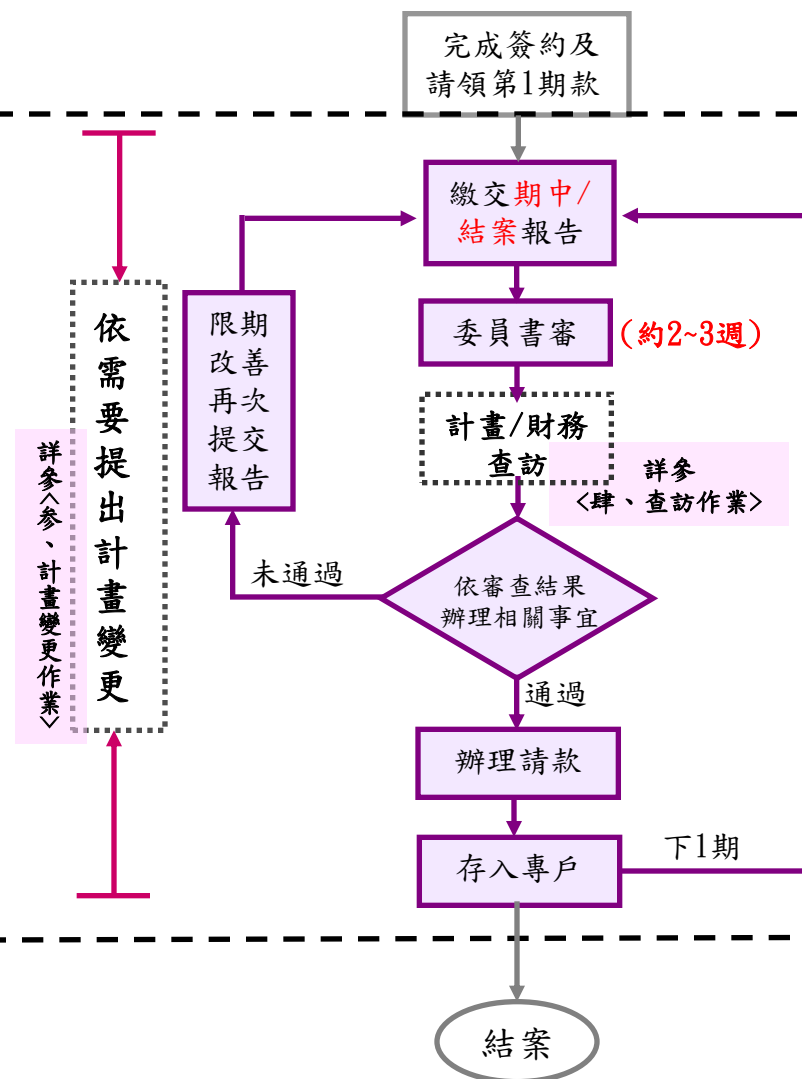 完成簽約及
請領第1期款
繳交期中/
結案報告
委員書審
(約2~3週)
計畫/財務
查訪
詳參
<肆、查訪作業>
依審查結果
辦理相關事宜
未通過
限期
改善
再次
提交
報告
通過
辦理請款
存入專戶
下1期
結案
依需要提出計畫變更
詳參<参、計畫變更作業>